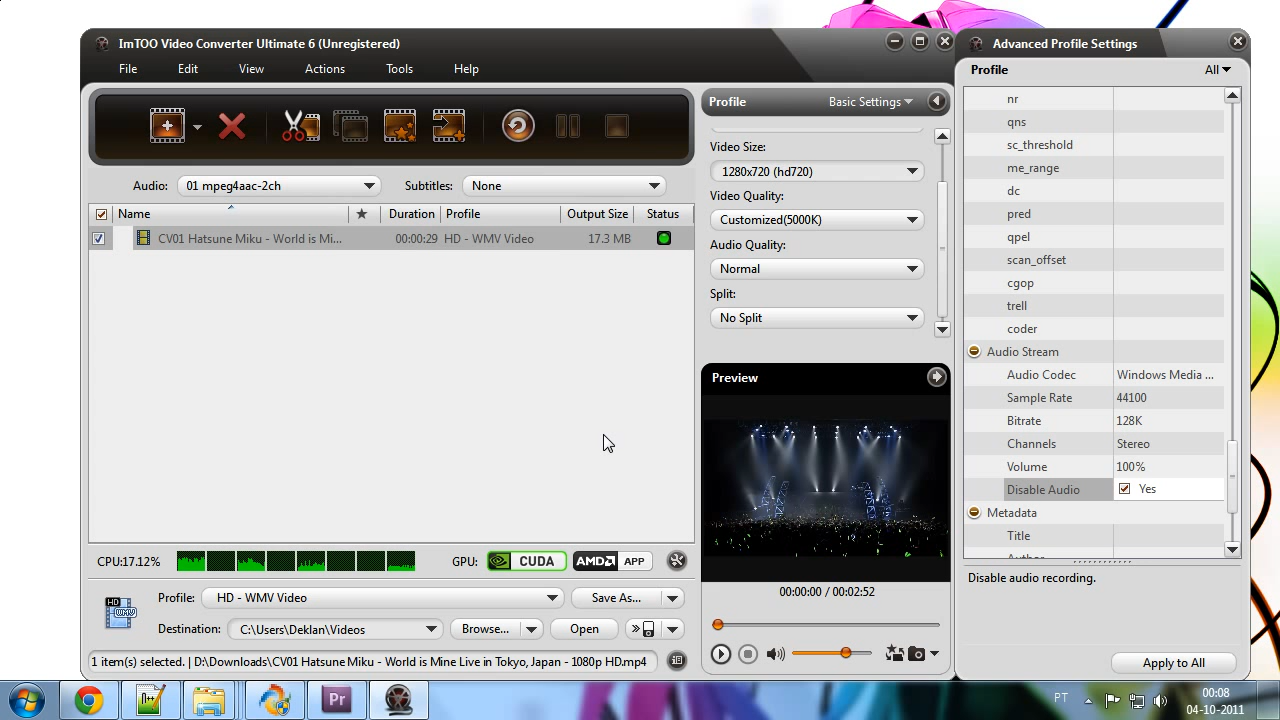 ImTOO Video Converter Ultimate 6 (Unregistered)
File Edit View Actions Tools Help
Audio: 01 mpeg4aac-2ch Subtitles: None
Name ★ Duration Profile Output Size Status
CV01 Hatsune Miku - World is Mi... 00:00:29 HD - WMV Video 17.3 MB
CPU:17.12% GPU: CUDA AMD APP
HD WMV
Profile: HD - WMV Video Save As...
Destination: C:\Users\Deklan\Videos Browse... Open
1 item(s) selected. | D:\Downloads\CV01 Hatsune Miku - World is Mine Live in Tokyo, Japan - 1080p HD.mp4
Profile Basic Settings
Video Size:
1280x720 (hd720)
Video Quality:
Customized(5000K)
Audio Quality:
Normal
Split:
No Split
Preview
00:00:00 / 00:02:52
Advanced Profile Settings
Profile All
nr
qns
sc_threshold
me_range
dc
pred
qpel
scan_offset
cgop
trell
coder
Audio Stream
Audio Codec Windows Media ...
Sample Rate 44100
Bitrate 128K
Channels Stereo
Volume 100%
Disable Audio Yes
Metadata
Title
Author
Disable audio recording.
Apply to All
Pr
PT
00:08
04-10-2011